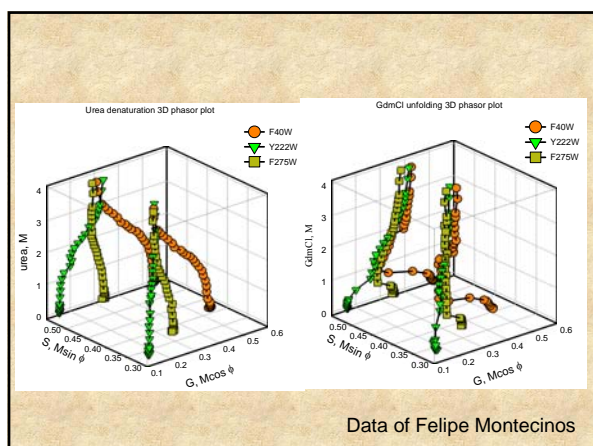 Urea denaturation 3D phasor plot
F40W
Y222W
F275W
urea, M
4
3
2
1
0
0.50
0.45
0.40
0.35
0.30
S, Msin ϕ
0.1
0.2
0.3
0.4
0.5
0.6
G, Mcos ϕ
GdmCl unfolding 3D phasor plot
F40W
Y222W
F275W
GdmCl, M
4
3
2
1
0
0.50
0.45
0.40
0.35
0.30
S, Msin ϕ
0.1
0.2
0.3
0.4
0.5
0.6
G, Mcos ϕ
Data of Felipe Montecinos